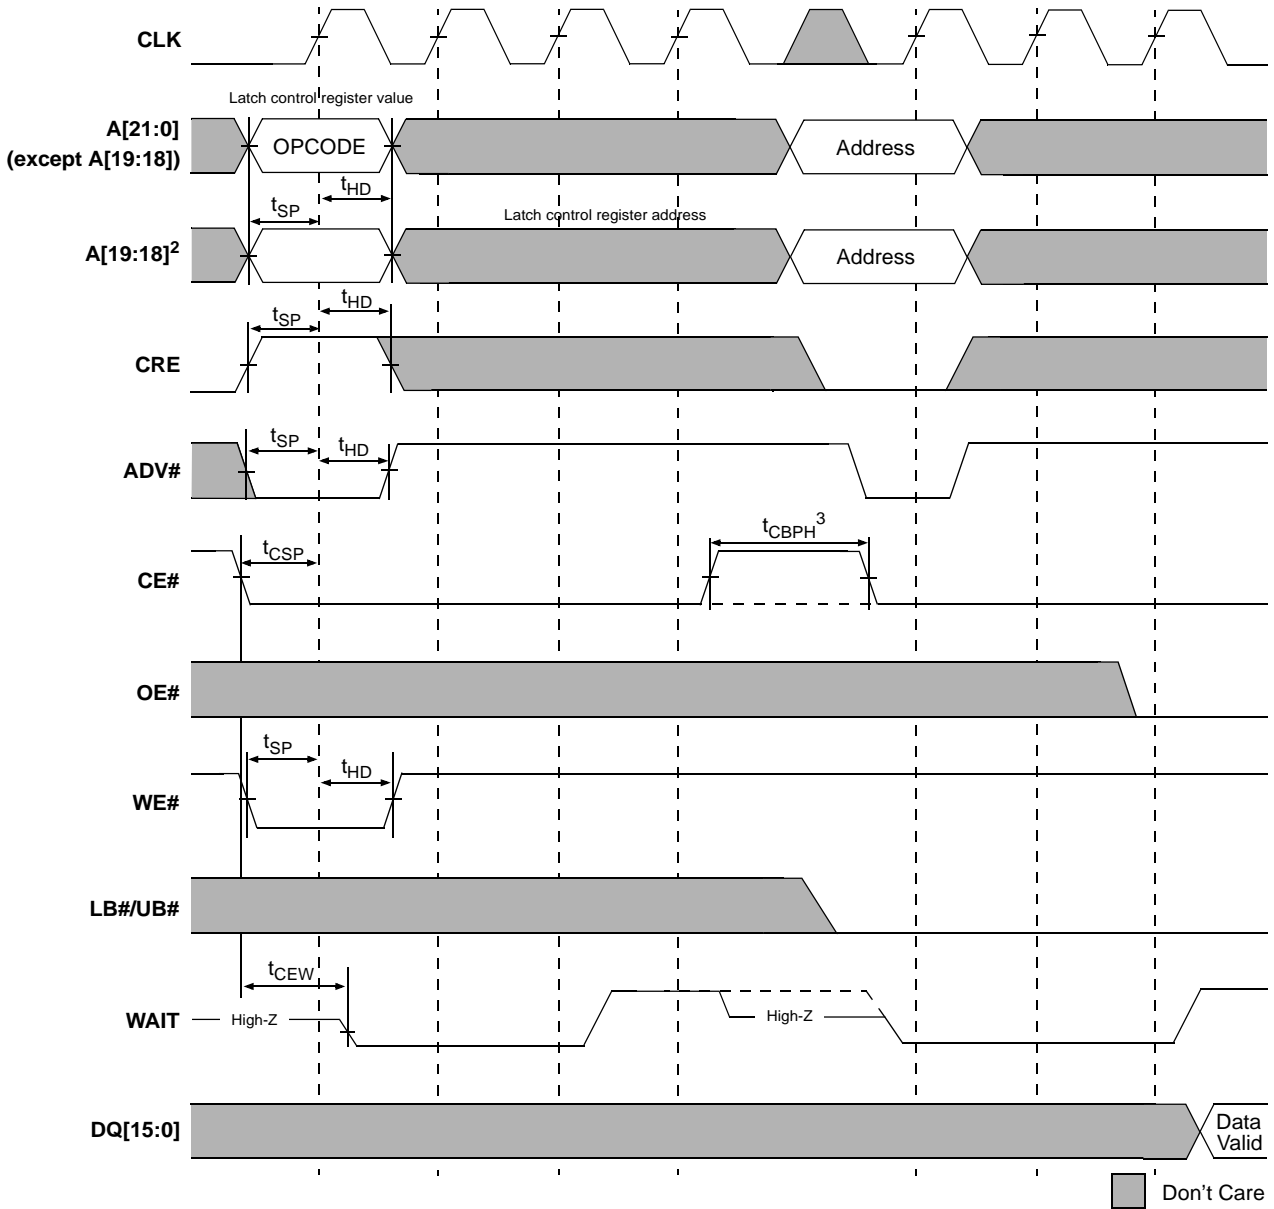 CLK
Latch control register value
A[21:0]
(except A[19:18])
OPCODE
Address
tHD
tSP
Latch control register address
A[19:18]2
Address
tHD
tSP
CRE
tSP
tHD
ADV#
tCBPH3
tCSP
CE#
OE#
tSP
tHD
WE#
LB#/UB#
tCEW
WAIT
High-Z
High-Z
DQ[15:0]
Data
Valid
Don't Care